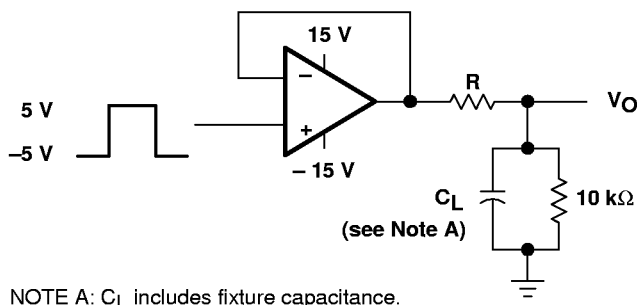 15 V
R
VO
5 V
–5 V
–
+
– 15 V
CL
10 kΩ
(see Note A)
NOTE A: CL includes fixture capacitance.